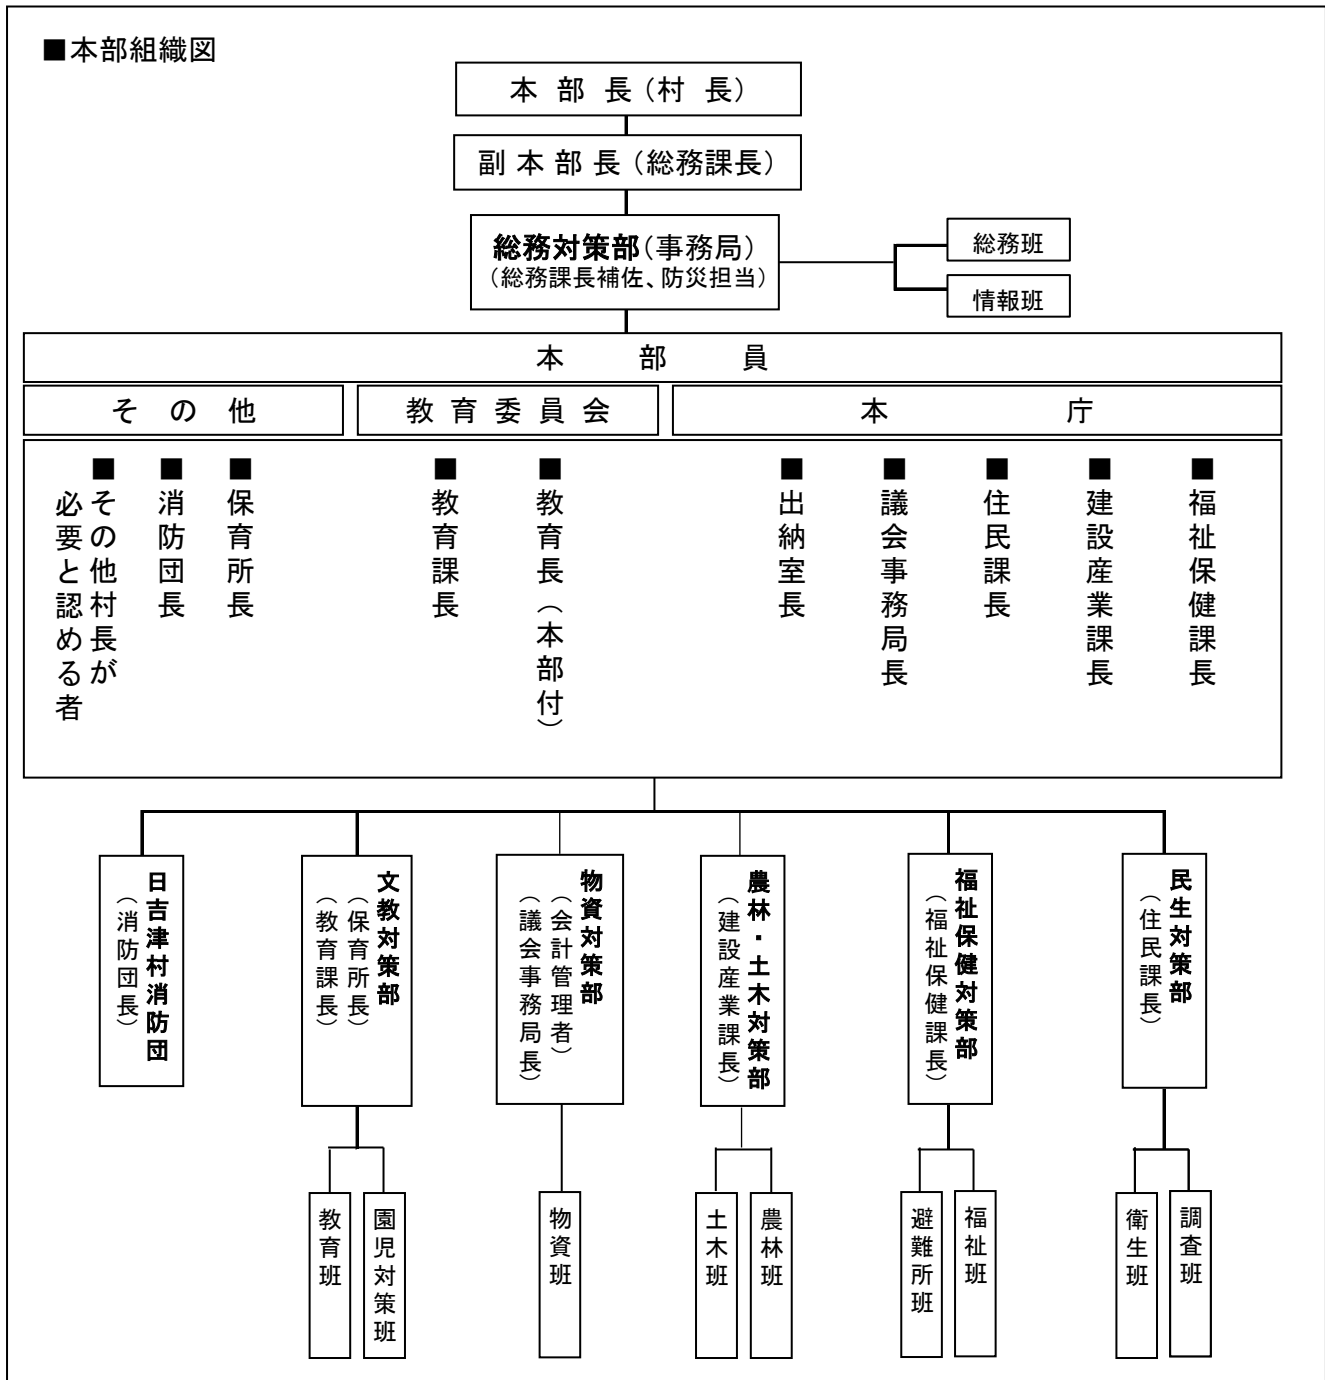 ■本部組織図
本部長(村長)
副本部長(総務課長)
総務対策部(事務局)
(総務課長補佐、防災担当)
総務班
情報班
本部員
その他
教育委員会
本庁
■福祉保健課長
■建設産業課長
■住民課長
■議会事務局長
■出納室長
■教育長(本部付)
■教育課長
■保育所長
■消防団長
■その他村長が
必要と認める者
民生対策部
(住民課長)
福祉保健対策部
(福祉保健課長)
農林・土木対策部
(建設産業課長)
物資対策部
(会計管理者)
(議会事務局長)
文教対策部
(保育所長)
(教育課長)
日吉津村消防団
(消防団長)
調査班
衛生班
福祉班
避難所班
農林班
土木班
物資班
園児対策班
教育班